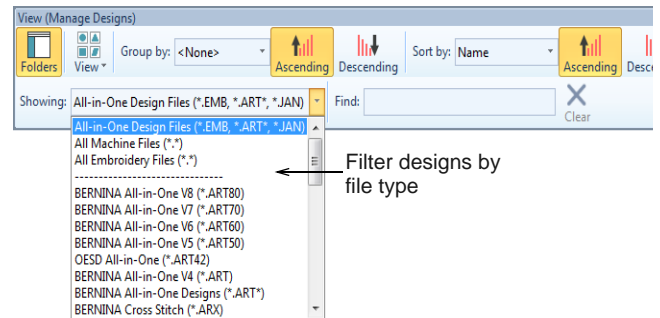 View (Manage Designs)
Folders View Group by: <None> Ascending Descending Sort by: Name Ascending
Showing: All-in-One Design Files (*.EMB, *.ART*, *.JAN) Find: Clear
All-in-One Design Files (*.EMB, *.ART*, *.JAN)
All Machine Files (*.*)
All Embroidery Files (*.*)
------------------------------
BERNINA All-in-One V8 (*.ART80)
BERNINA All-in-One V7 (*.ART70)
BERNINA All-in-One V6 (*.ART60)
BERNINA All-in-One V5 (*.ART50)
OESD All-in-One (*.ART42)
BERNINA All-in-One V4 (*.ART)
BERNINA All-in-One Designs (*.ART*)
BERNINA Cross Stitch (*.ARX)
Filter designs by
file type